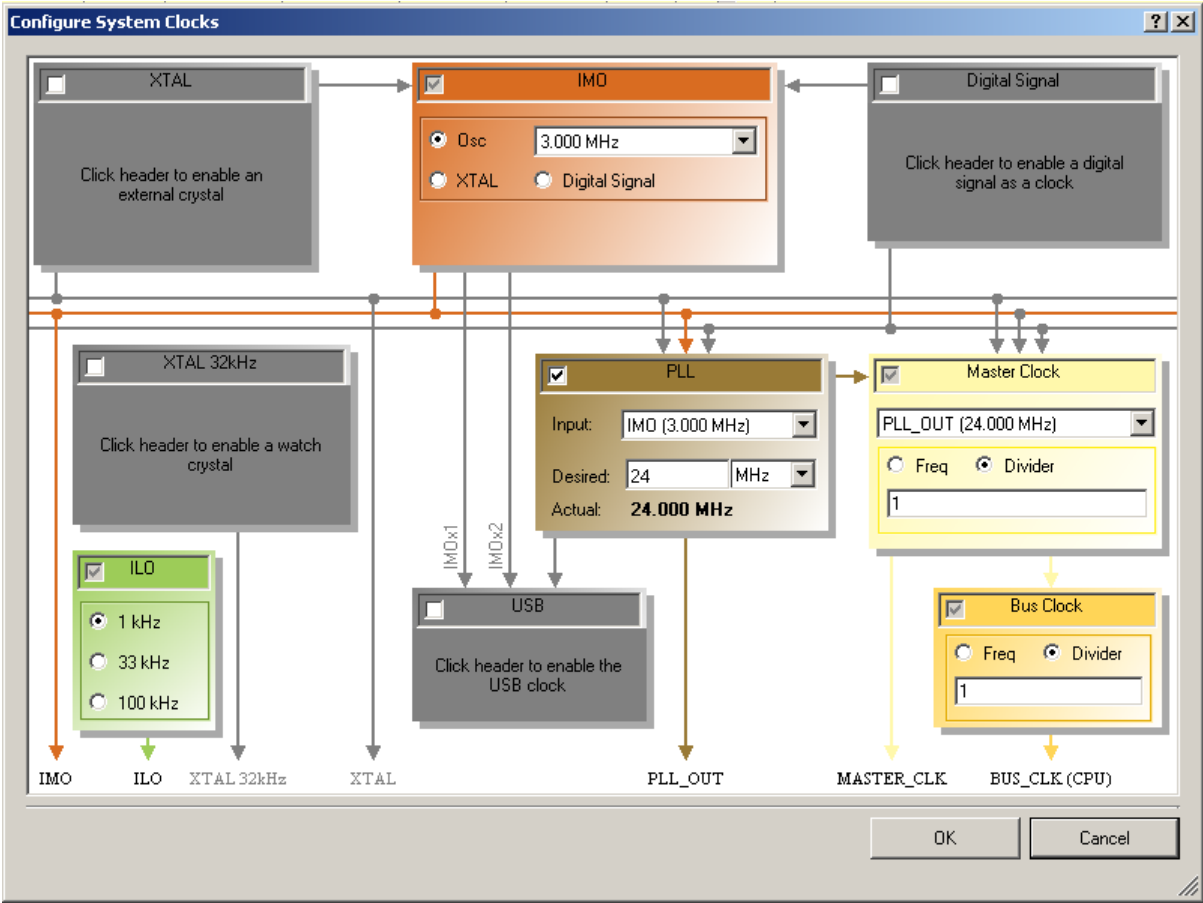 Configure System Clocks
XTAL
Click header to enable an
external crystal
IMO
Osc
3.000 MHz
XTAL
Digital Signal
Digital Signal
Click header to enable a digital
signal as a clock
XTAL 32kHz
Click header to enable a watch
crystal
PLL
Input:
IMO (3.000 MHz)
Desired:
24
MHz
Actual:
24.000 MHz
Master Clock
PLL_OUT (24.000 MHz)
Freq
Divider
1
IMOx1
IMOx2
ILO
1 kHz
33 kHz
100 kHz
USB
Click header to enable the
USB clock
Bus Clock
Freq
Divider
1
IMO
ILO
XTAL 32kHz
XTAL
PLL_OUT
MASTER_CLK
BUS_CLK (CPU)
OK
Cancel